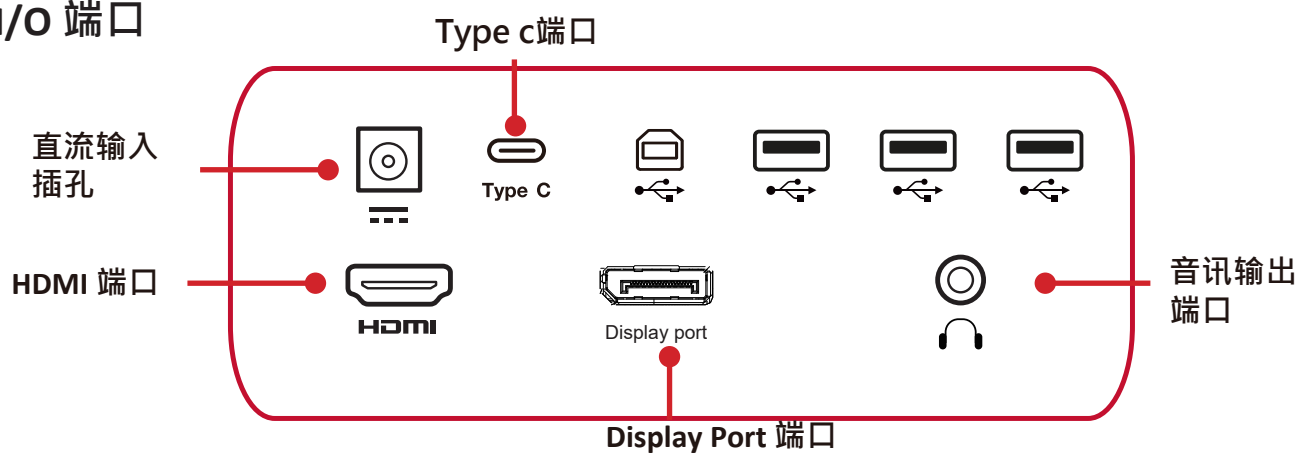 I/O 端口
Type c端口
直流输入
插孔
Type C
HDMI 端口
HDMI
Display port
音讯输出
端口
Display Port 端口